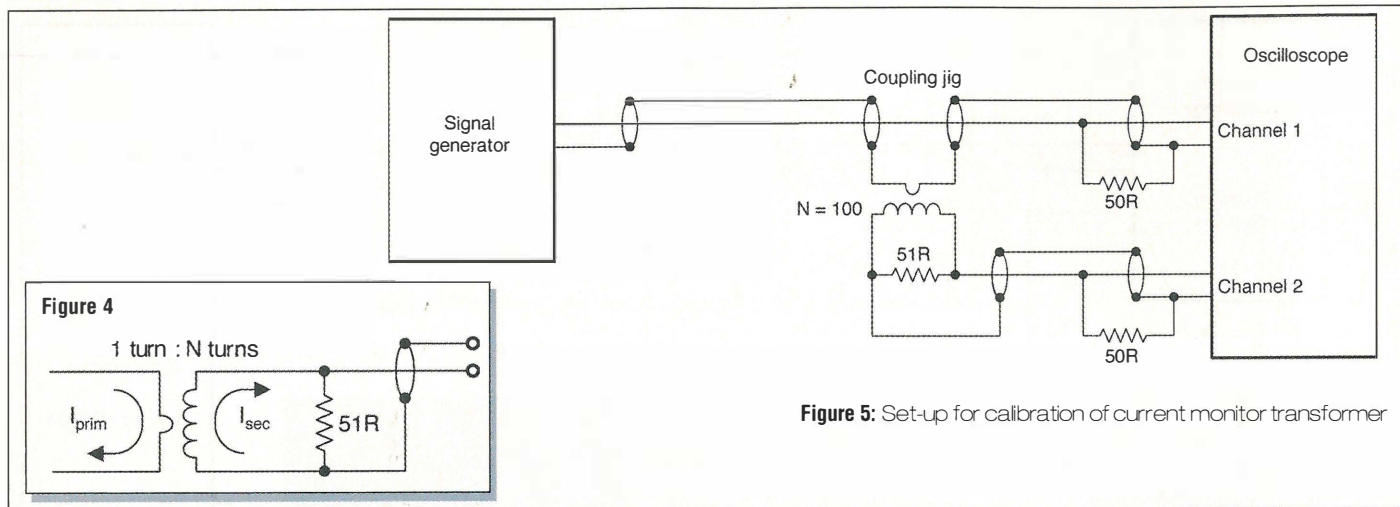 Signal
generator
Coupling jig
Oscilloscope
Channel 1
50R
N = 100
51R
Channel 2
50R
Figure 5: Set-up for calibration of current monitor transformer
Figure 4
1 turn : N turns
Iprim
Isec
51R